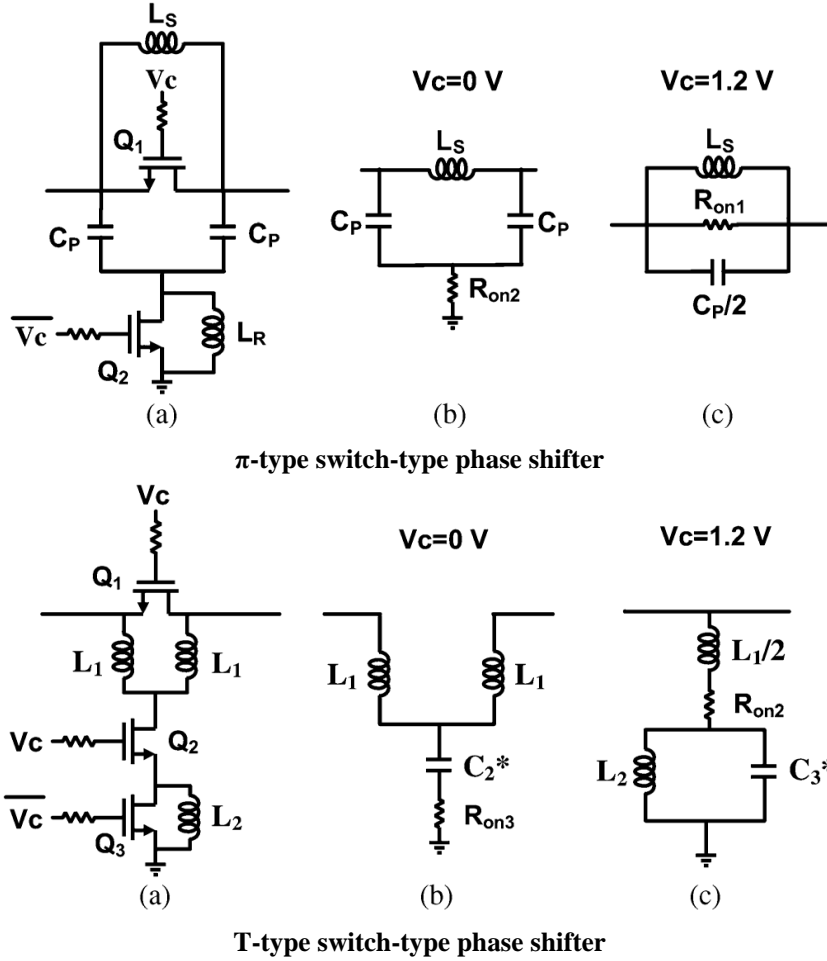 L_S
Vc
Q_1
C_P
C_P
V̅c̅
Q_2
L_R
(a)
Vc=0 V
L_S
C_P
C_P
R_on2
(b)
Vc=1.2 V
L_S
R_on1
C_P/2
(c)
π-type switch-type phase shifter
Vc
Q_1
L_1
L_1
Vc
Q_2
V̅c̅
Q_3
L_2
(a)
Vc=0 V
L_1
L_1
C_2*
R_on3
(b)
Vc=1.2 V
L_1/2
R_on2
L_2
C_3*
(c)
T-type switch-type phase shifter